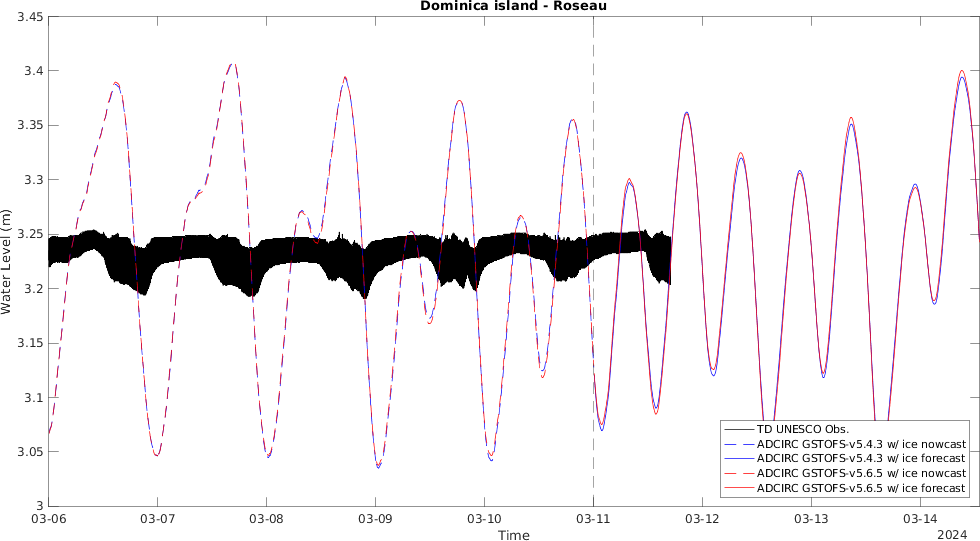 Dominica island - Roseau
3.45
3.4
3.35
3.3
3.25
3.2
3.15
3.1
3.05
3
Water Level (m)
03-06 03-07 03-08 03-09 03-10 03-11 03-12 03-13 03-14
Time
2024
TD UNESCO Obs.
ADCIRC GSTOFS-v5.4.3 w/ ice nowcast
ADCIRC GSTOFS-v5.4.3 w/ ice forecast
ADCIRC GSTOFS-v5.6.5 w/ ice nowcast
ADCIRC GSTOFS-v5.6.5 w/ ice forecast